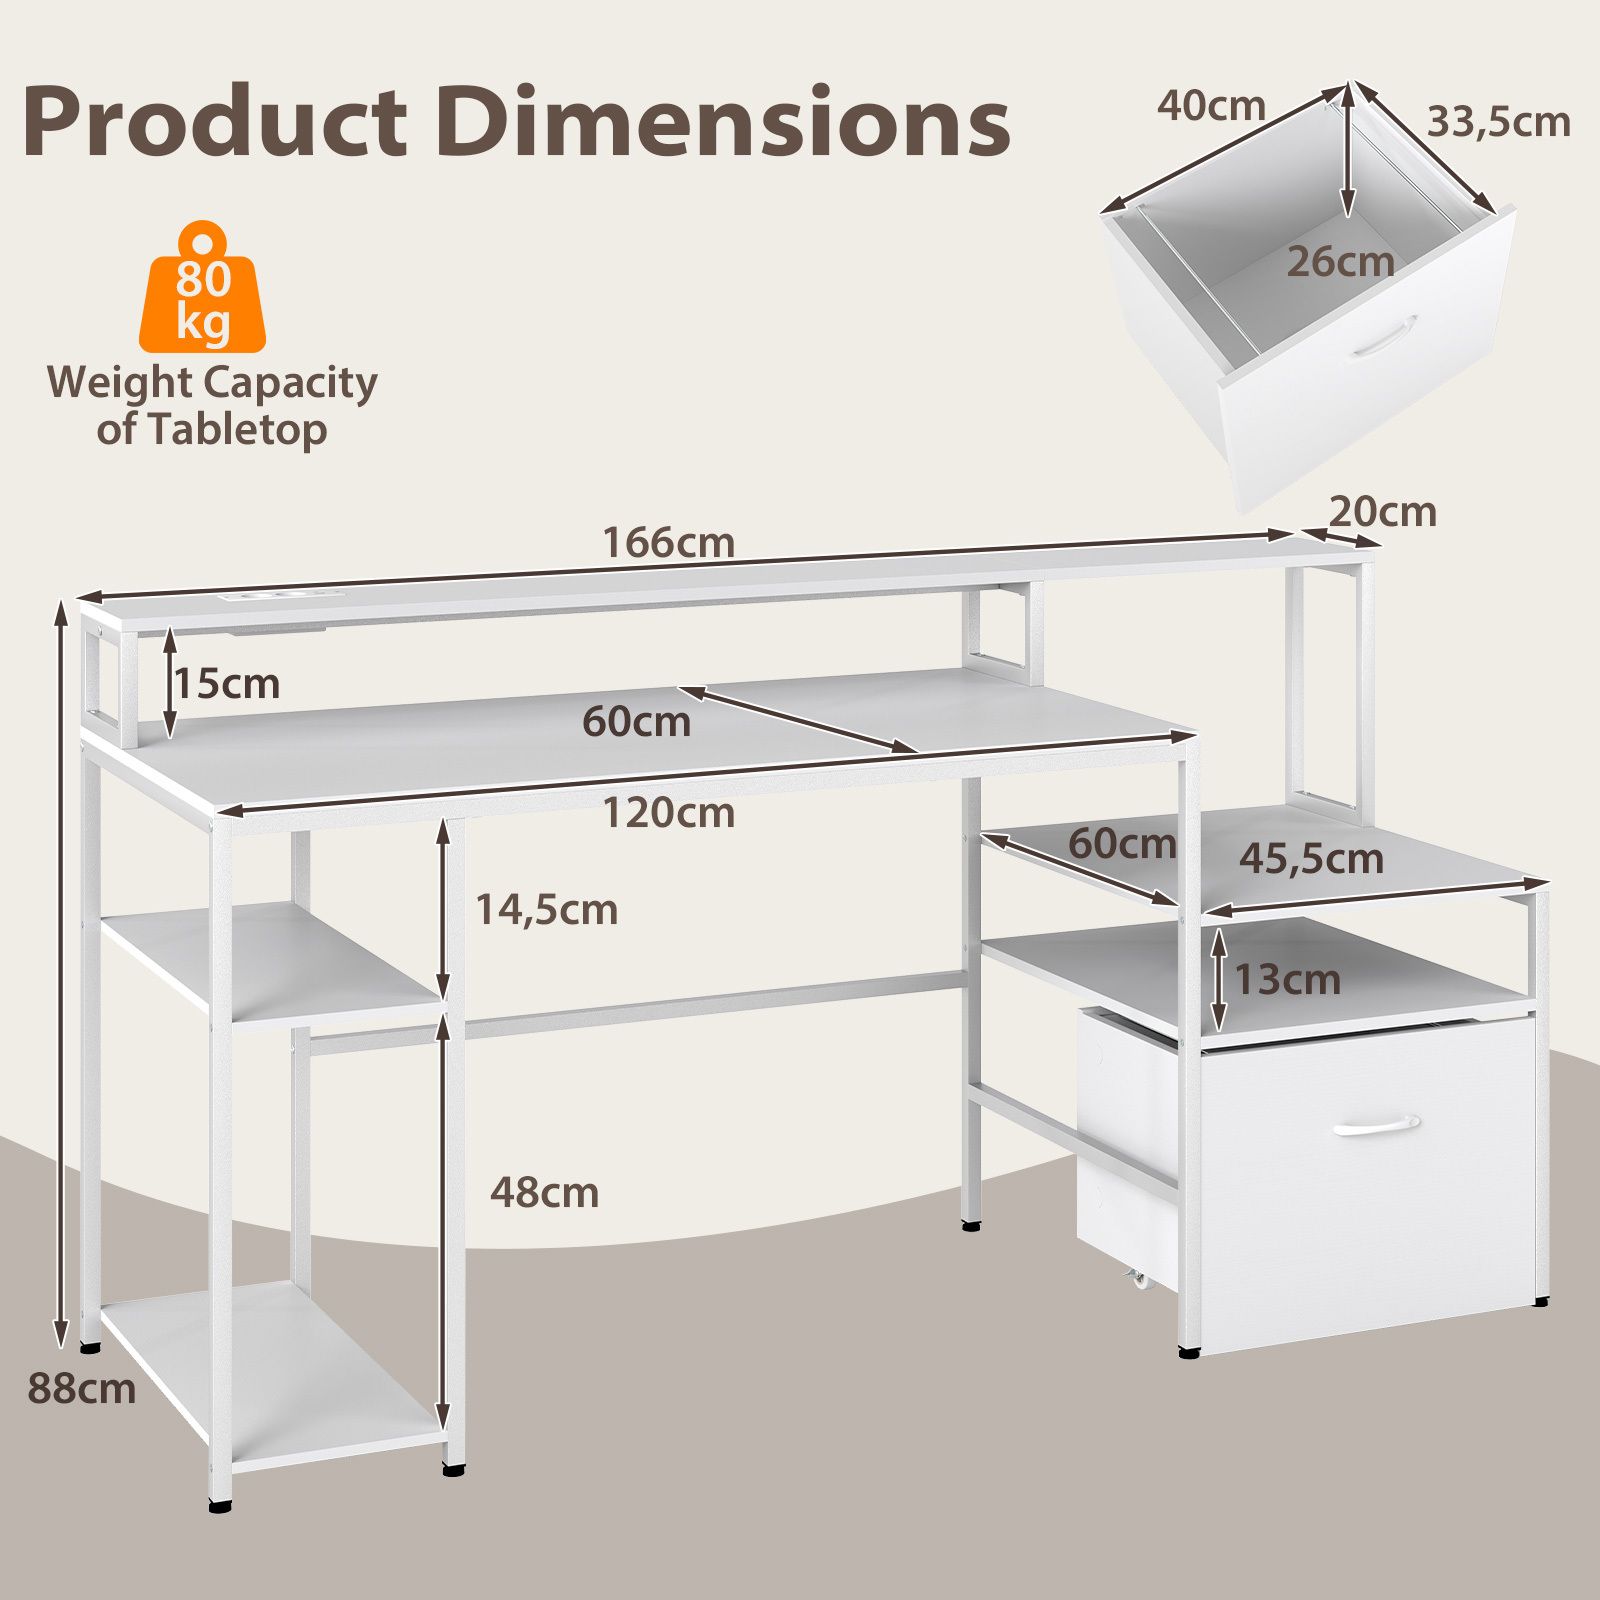 Product Dimensions
40cm
33,5cm
26cm
80
kg
Weight Capacity
of Tabletop
20cm
166cm
15cm
60cm
120cm
60cm
45,5cm
14,5cm
13cm
48cm
88cm